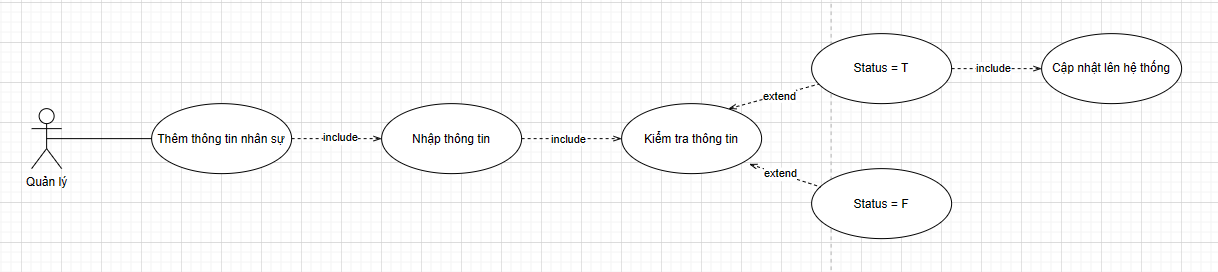 Quản lý
Thêm thông tin nhân sự
include
Nhập thông tin
include
Kiểm tra thông tin
extend
Status = T
include
Cập nhật lên hệ thống
extend
Status = F